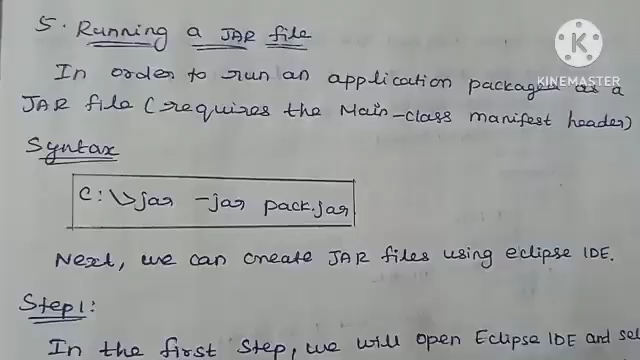 5. Running a JAR file
KINEMASTER
In order to run an application packaged as a
JAR file (requires the Main-class manifest header)
Syntax
C:\>jar -jar pack.jar
Next, we can create JAR files using eclipse IDE.
Step1:
In the first Step, we will open Eclipse IDE and sel